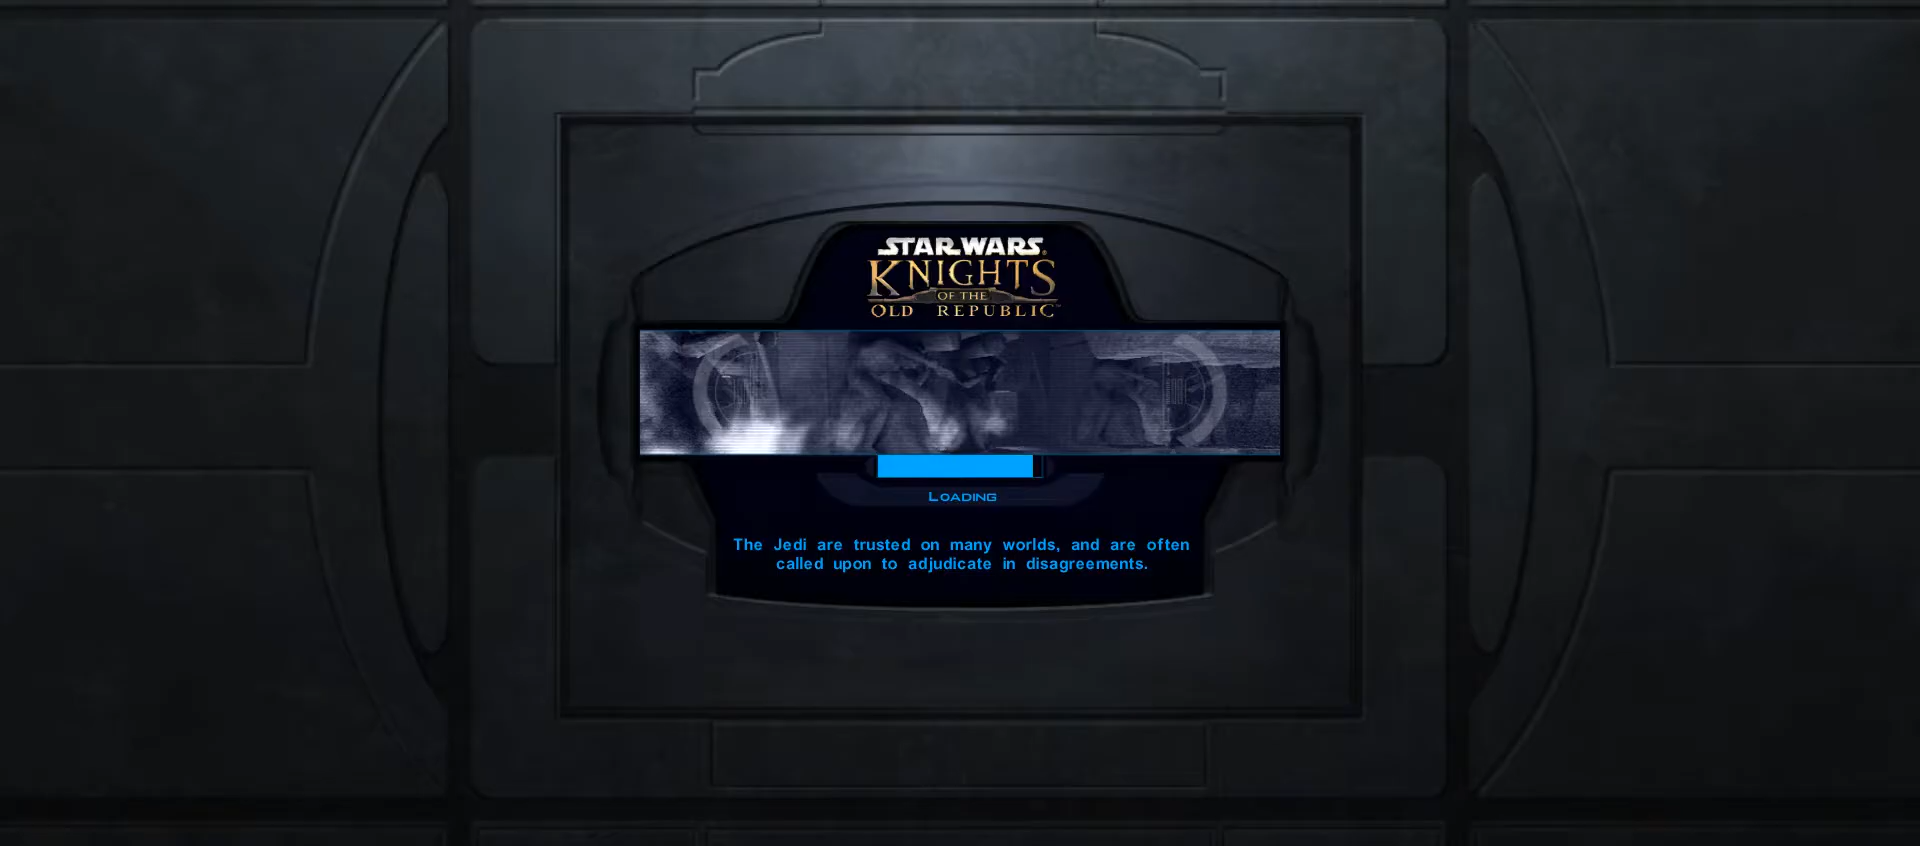 STAR WARS
KNIGHTS
OF THE
OLD REPUBLIC™
LOADING
The Jedi are trusted on many worlds, and are often
called upon to adjudicate in disagreements.